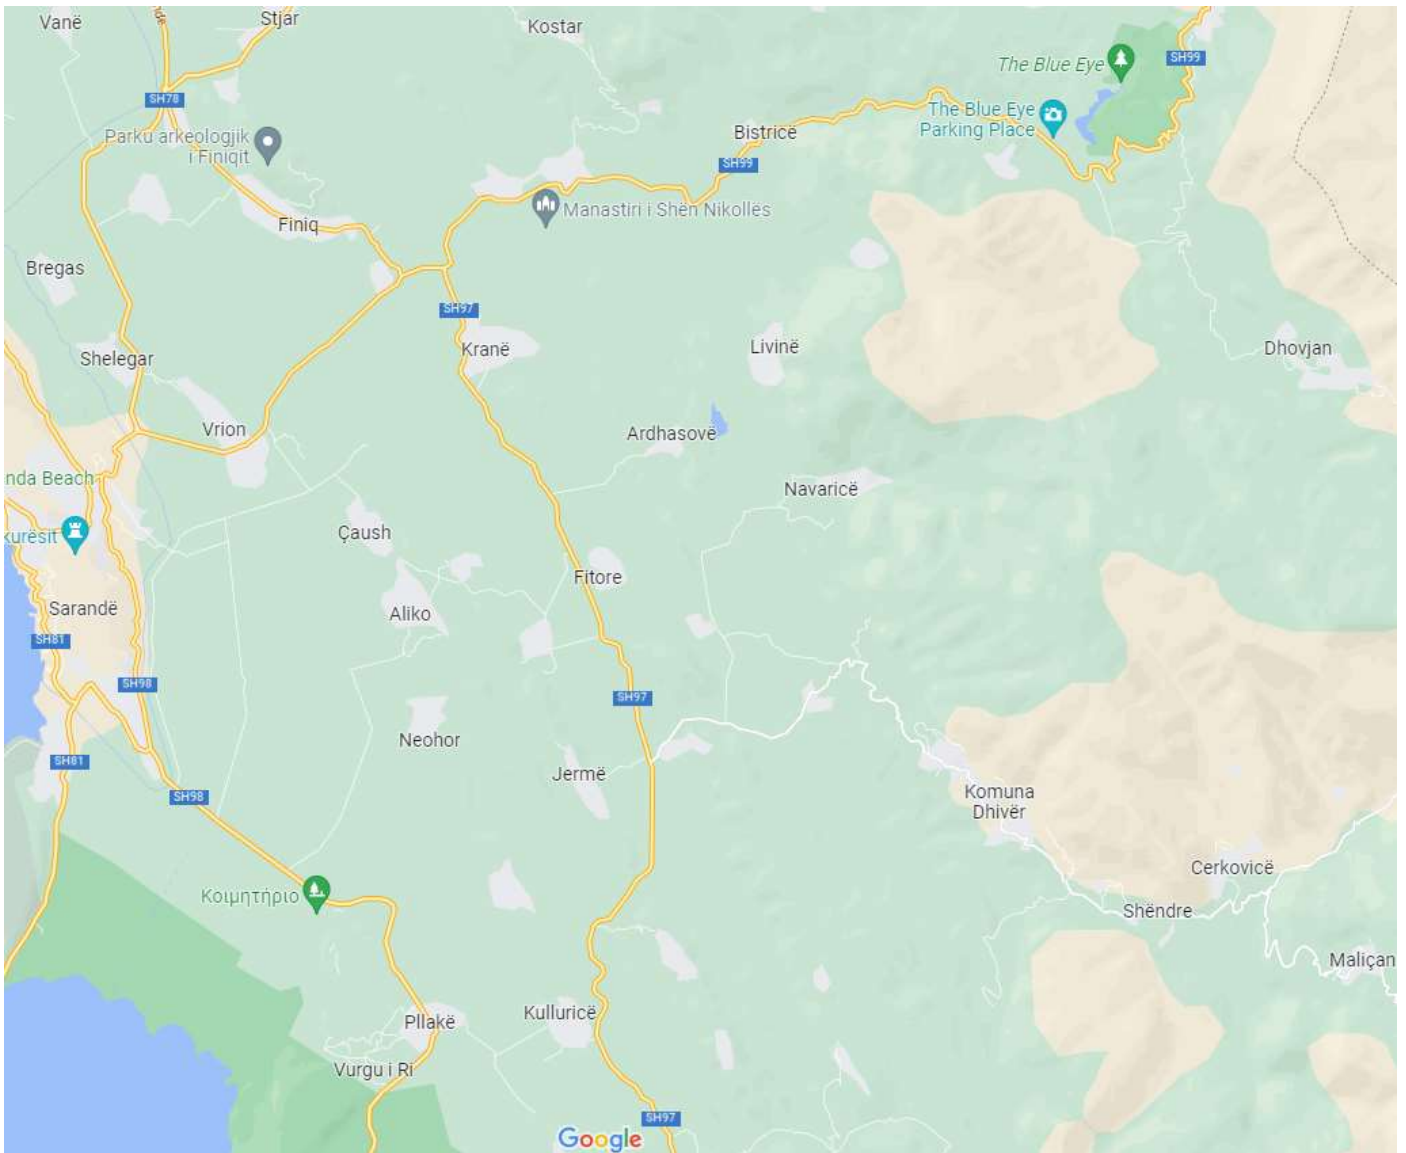 Vanë
Stjar
Kostar
SH78
SH99
The Blue Eye
The Blue Eye
Parking Place
Bistricë
SH99
Parku arkeologjik
i Finiqit
Manastiri i Shën Nikollës
Finiq
Bregas
SH97
Kranë
Livinë
Dhovjan
Shelegar
Vrion
Ardhasovë
nda Beach
Navaricë
kurësit
Çaush
Fitore
Sarandë
Aliko
SH81
SH98
SH97
Neohor
SH81
Jermë
SH98
Komuna
Dhivër
Cerkovicë
Κοιμητήριο
Shëndre
Maliçan
Pllakë
Kulluricë
Vurgu i Ri
SH97
Google